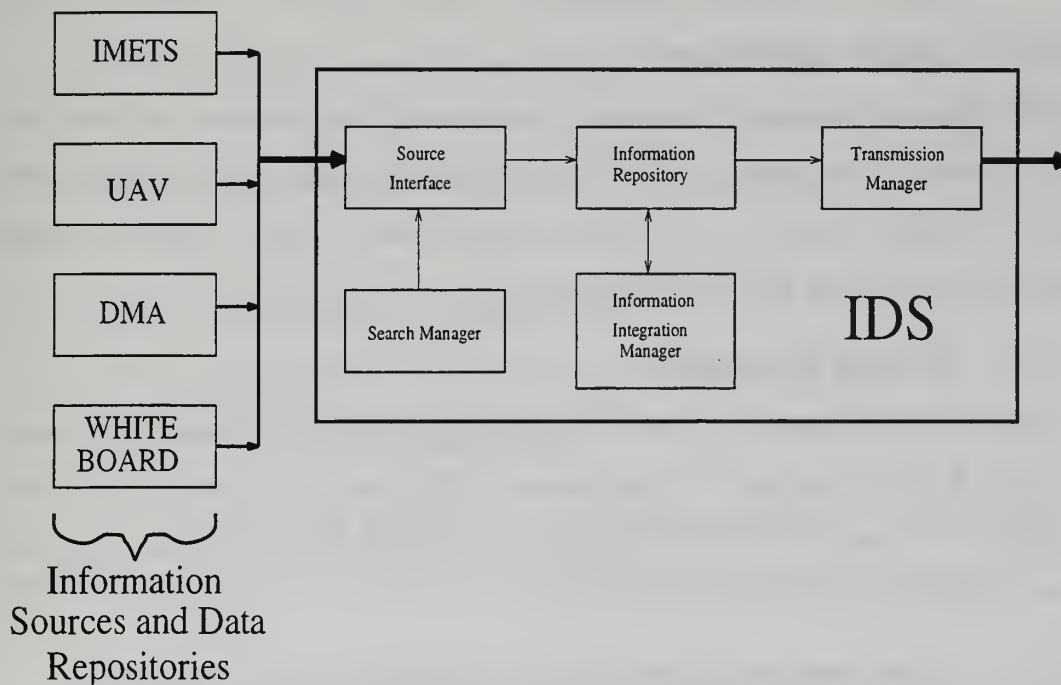 IMETS
UAV
DMA
WHITE
BOARD
Information
Sources and Data
Repositories
Source
Interface
Search Manager
Information
Repository
Information
Integration
Manager
Transmission
Manager
IDS